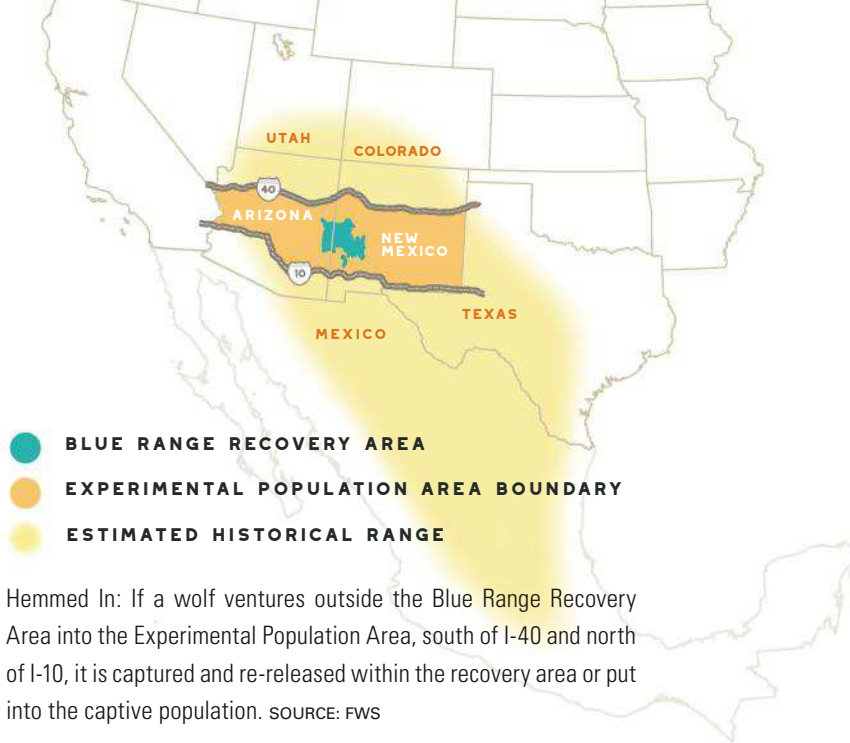 UTAH
COLORADO
40
ARIZONA
NEW
MEXICO
10
TEXAS
MEXICO
BLUE RANGE RECOVERY AREA
EXPERIMENTAL POPULATION AREA BOUNDARY
ESTIMATED HISTORICAL RANGE
Hemmed In: If a wolf ventures outside the Blue Range Recovery
Area into the Experimental Population Area, south of I-40 and north
of I-10, it is captured and re-released within the recovery area or put
into the captive population. SOURCE: FWS